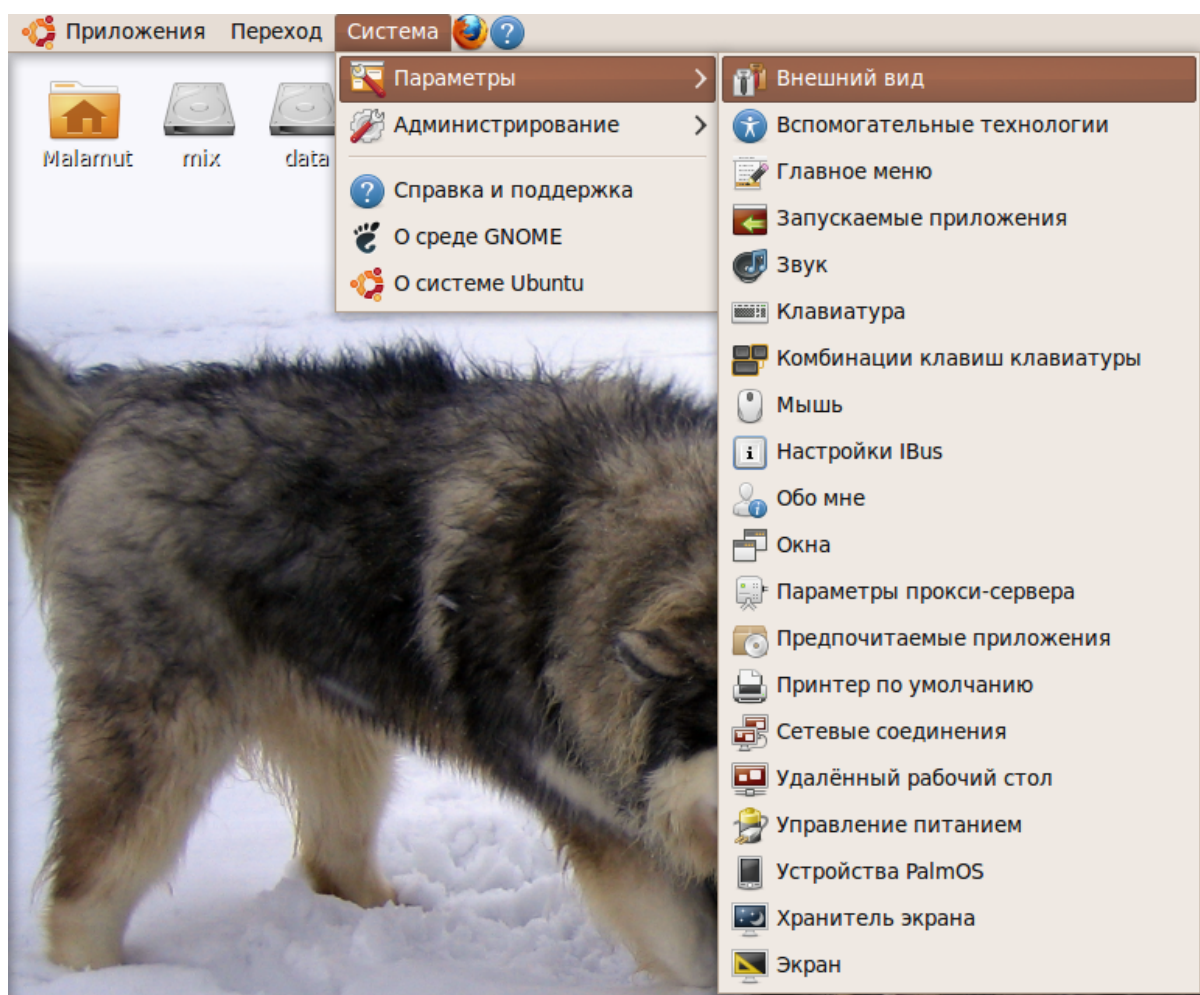 Приложения Переход Система
Malamut mix data
Параметры
Администрирование
Справка и поддержка
О среде GNOME
О системе Ubuntu
Внешний вид
Вспомогательные технологии
Главное меню
Запускаемые приложения
Звук
Клавиатура
Комбинации клавиш клавиатуры
Мышь
Настройки IBus
Обо мне
Окна
Параметры прокси-сервера
Предпочитаемые приложения
Принтер по умолчанию
Сетевые соединения
Удалённый рабочий стол
Управление питанием
Устройства PalmOS
Хранитель экрана
Экран